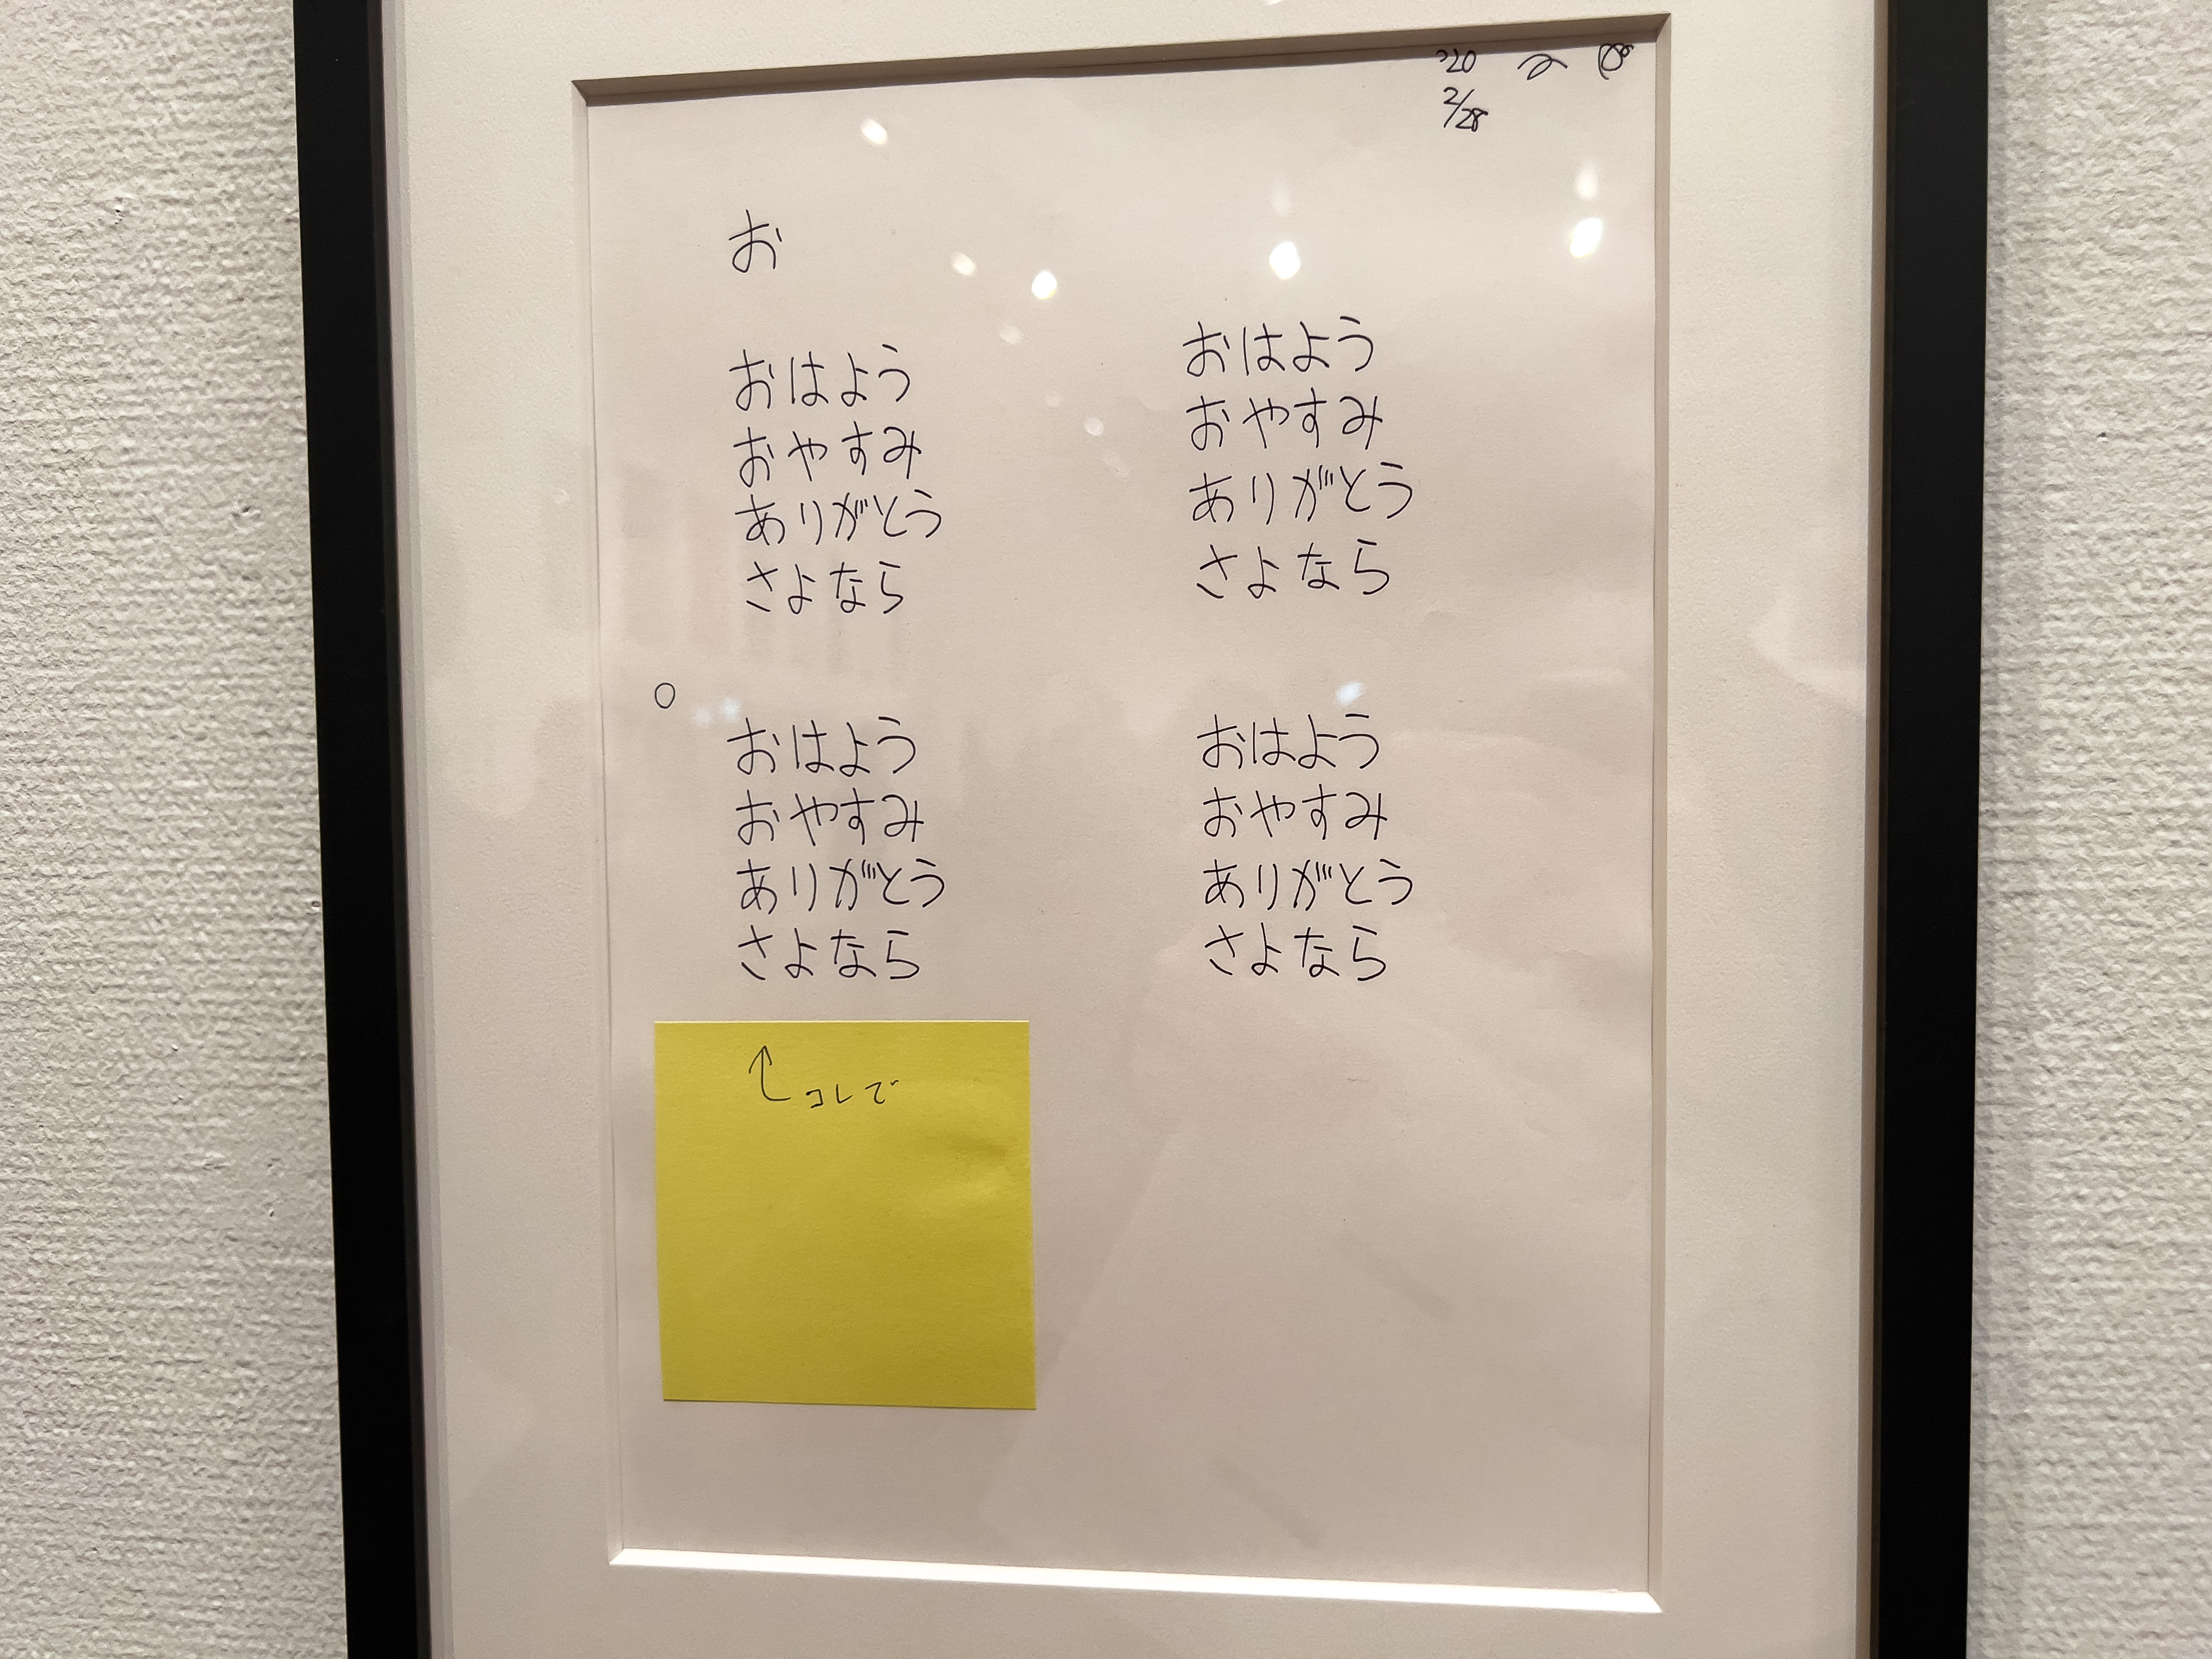 '20
2/28
お
おはよう
おやすみ
ありがとう
さよなら
おはよう
おやすみ
ありがとう
さよなら
○
おはよう
おやすみ
ありがとう
さよなら
おはよう
おやすみ
ありがとう
さよなら
↑コレで